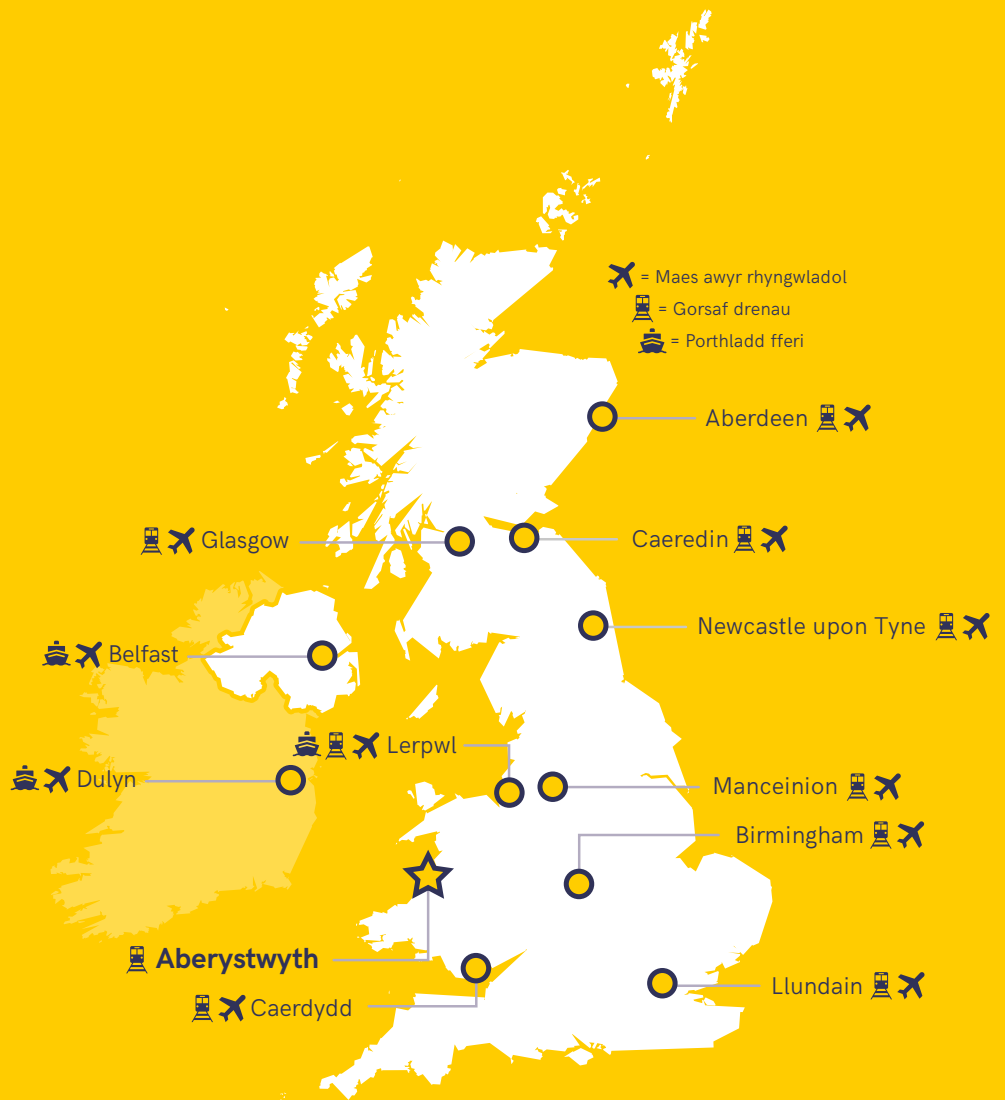 = Maes awyr rhyngwladol
= Gorsaf drenau
= Porthladd fferi
Aberdeen
Glasgow
Caeredin
Newcastle upon Tyne
Belfast
Lerpwl
Dulyn
Manceinion
Birmingham
Aberystwyth
Llundain
Caerdydd